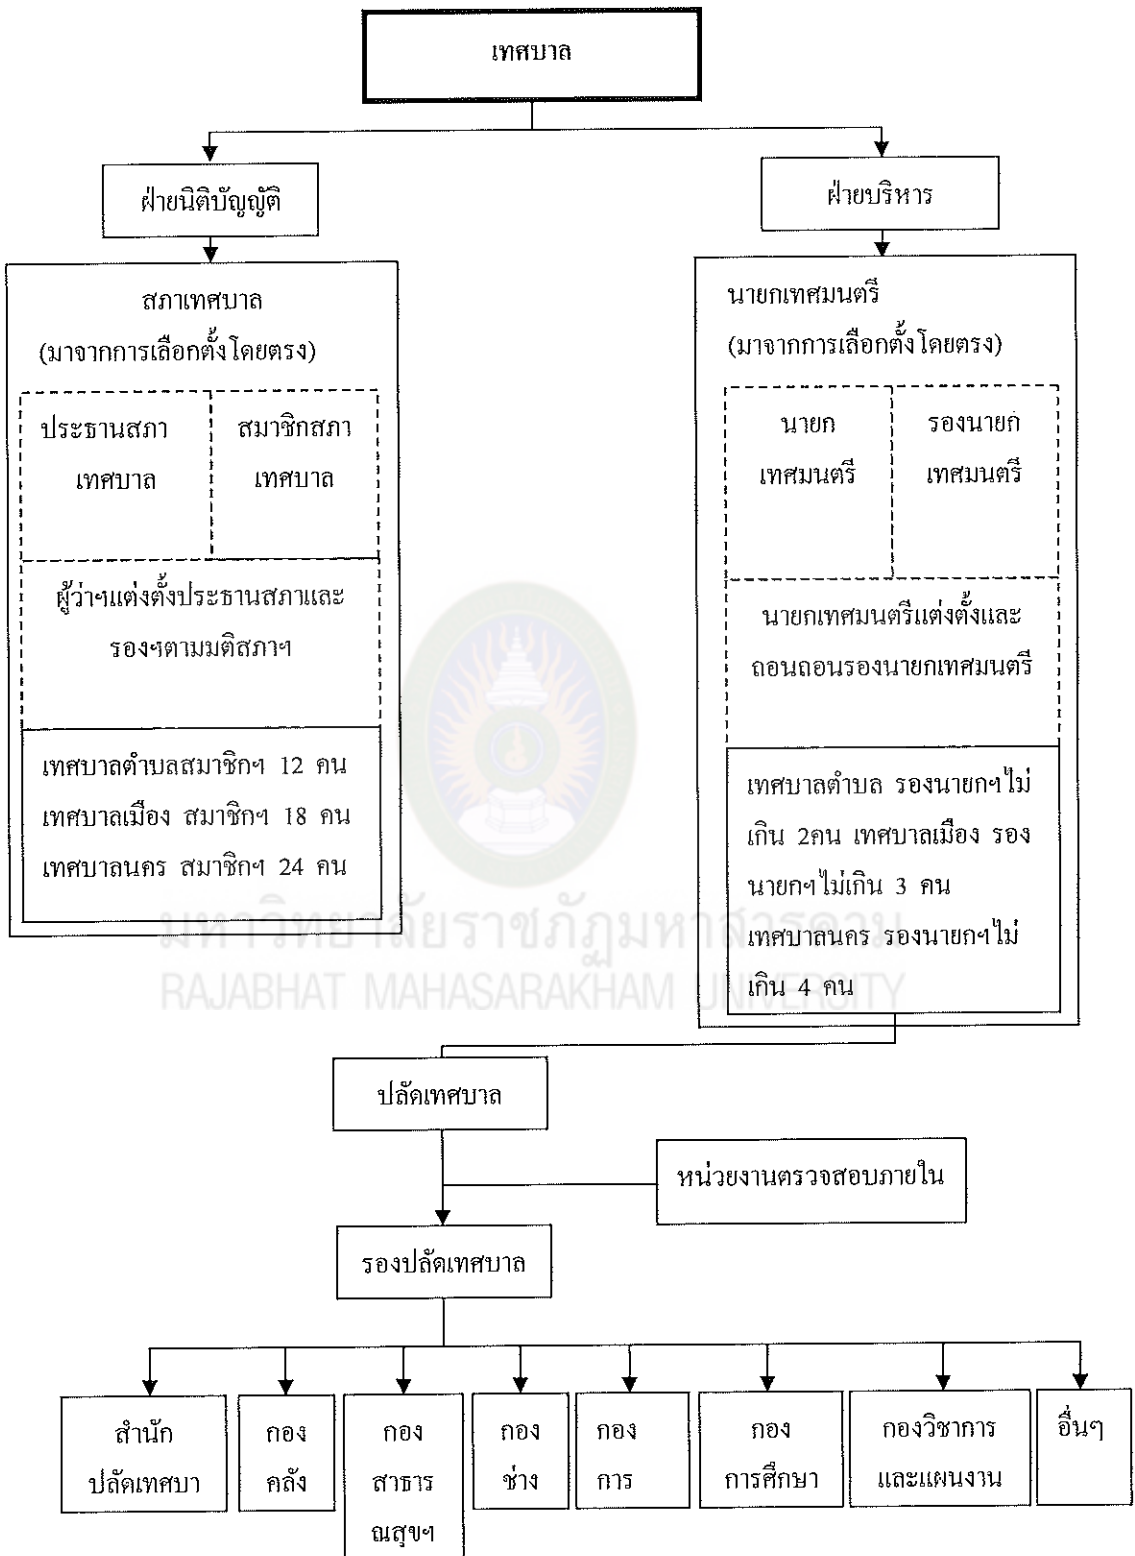 เทศบาล
ฝ่ายนิติบัญญัติ
ฝ่ายบริหาร
สภาเทศบาล
(มาจากการเลือกตั้งโดยตรง)
ประธานสภา
เทศบาล
สมาชิกสภา
เทศบาล
ผู้ว่าฯแต่งตั้งประธานสภาและ
รองฯตามมติสภาฯ
เทศบาลตำบลสมาชิกฯ 12 คน
เทศบาลเมือง สมาชิกฯ 18 คน
เทศบาลนคร สมาชิกฯ 24 คน
นายกเทศมนตรี
(มาจากการเลือกตั้งโดยตรง)
นายก
เทศมนตรี
รองนายก
เทศมนตรี
นายกเทศมนตรีแต่งตั้งและ
ถอนถอนรองนายกเทศมนตรี
เทศบาลตำบล รองนายกฯไม่
เกิน 2คน เทศบาลเมือง รอง
นายกฯไม่เกิน 3 คน
เทศบาลนคร รองนายกฯไม่
เกิน 4 คน
มหาวิทยาลัยราชภัฏมหาสารคาม
RAJABHAT MAHASARAKHAM UNIVERSITY
ปลัดเทศบาล
หน่วยงานตรวจสอบภายใน
รองปลัดเทศบาล
สำนัก
ปลัดเทศบา
กอง
คลัง
กอง
สาธาร
ณสุขฯ
กอง
ช่าง
กอง
การ
กอง
การศึกษา
กองวิชาการ
และแผนงาน
อื่นๆ